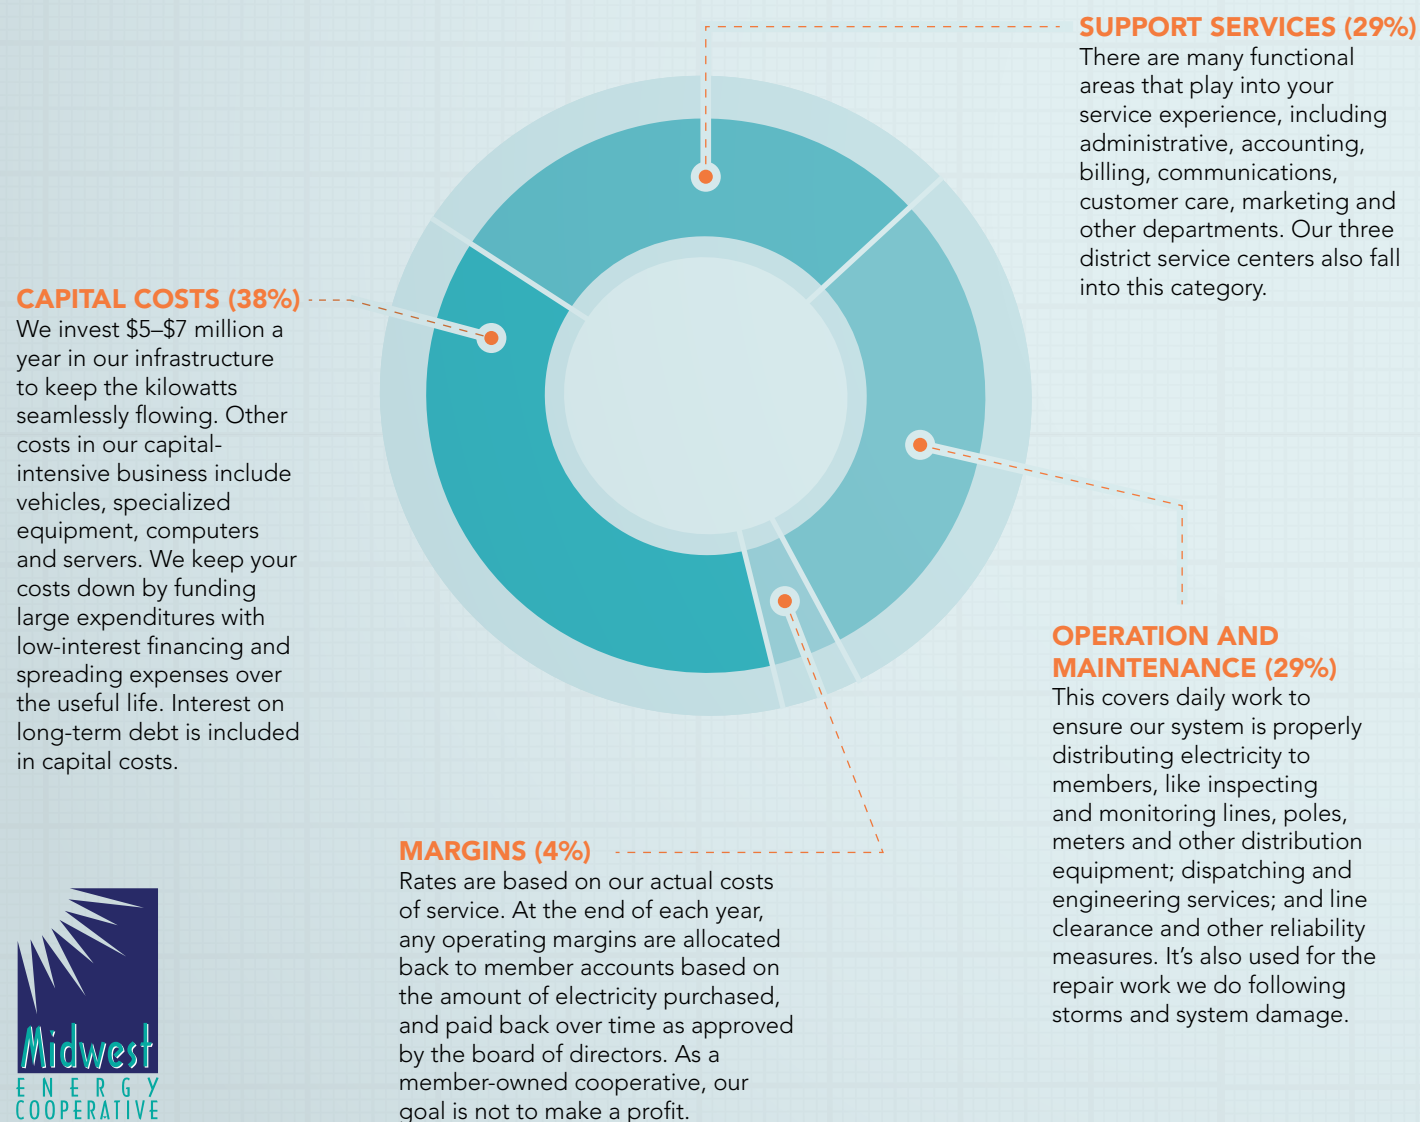 SUPPORT SERVICES (29%)
There are many functional
areas that play into your
service experience, including
administrative, accounting,
billing, communications,
customer care, marketing and
other departments. Our three
district service centers also fall
into this category.
CAPITAL COSTS (38%)
We invest $5–$7 million a
year in our infrastructure
to keep the kilowatts
seamlessly flowing. Other
costs in our capital-
intensive business include
vehicles, specialized
equipment, computers
and servers. We keep your
costs down by funding
large expenditures with
low-interest financing and
spreading expenses over
the useful life. Interest on
long-term debt is included
in capital costs.
OPERATION AND
MAINTENANCE (29%)
This covers daily work to
ensure our system is properly
distributing electricity to
members, like inspecting
and monitoring lines, poles,
meters and other distribution
equipment; dispatching and
engineering services; and line
clearance and other reliability
measures. It’s also used for the
repair work we do following
storms and system damage.
MARGINS (4%)
Rates are based on our actual costs
of service. At the end of each year,
any operating margins are allocated
back to member accounts based on
the amount of electricity purchased,
and paid back over time as approved
by the board of directors. As a
member-owned cooperative, our
goal is not to make a profit.
Midwest
ENERGY
COOPERATIVE